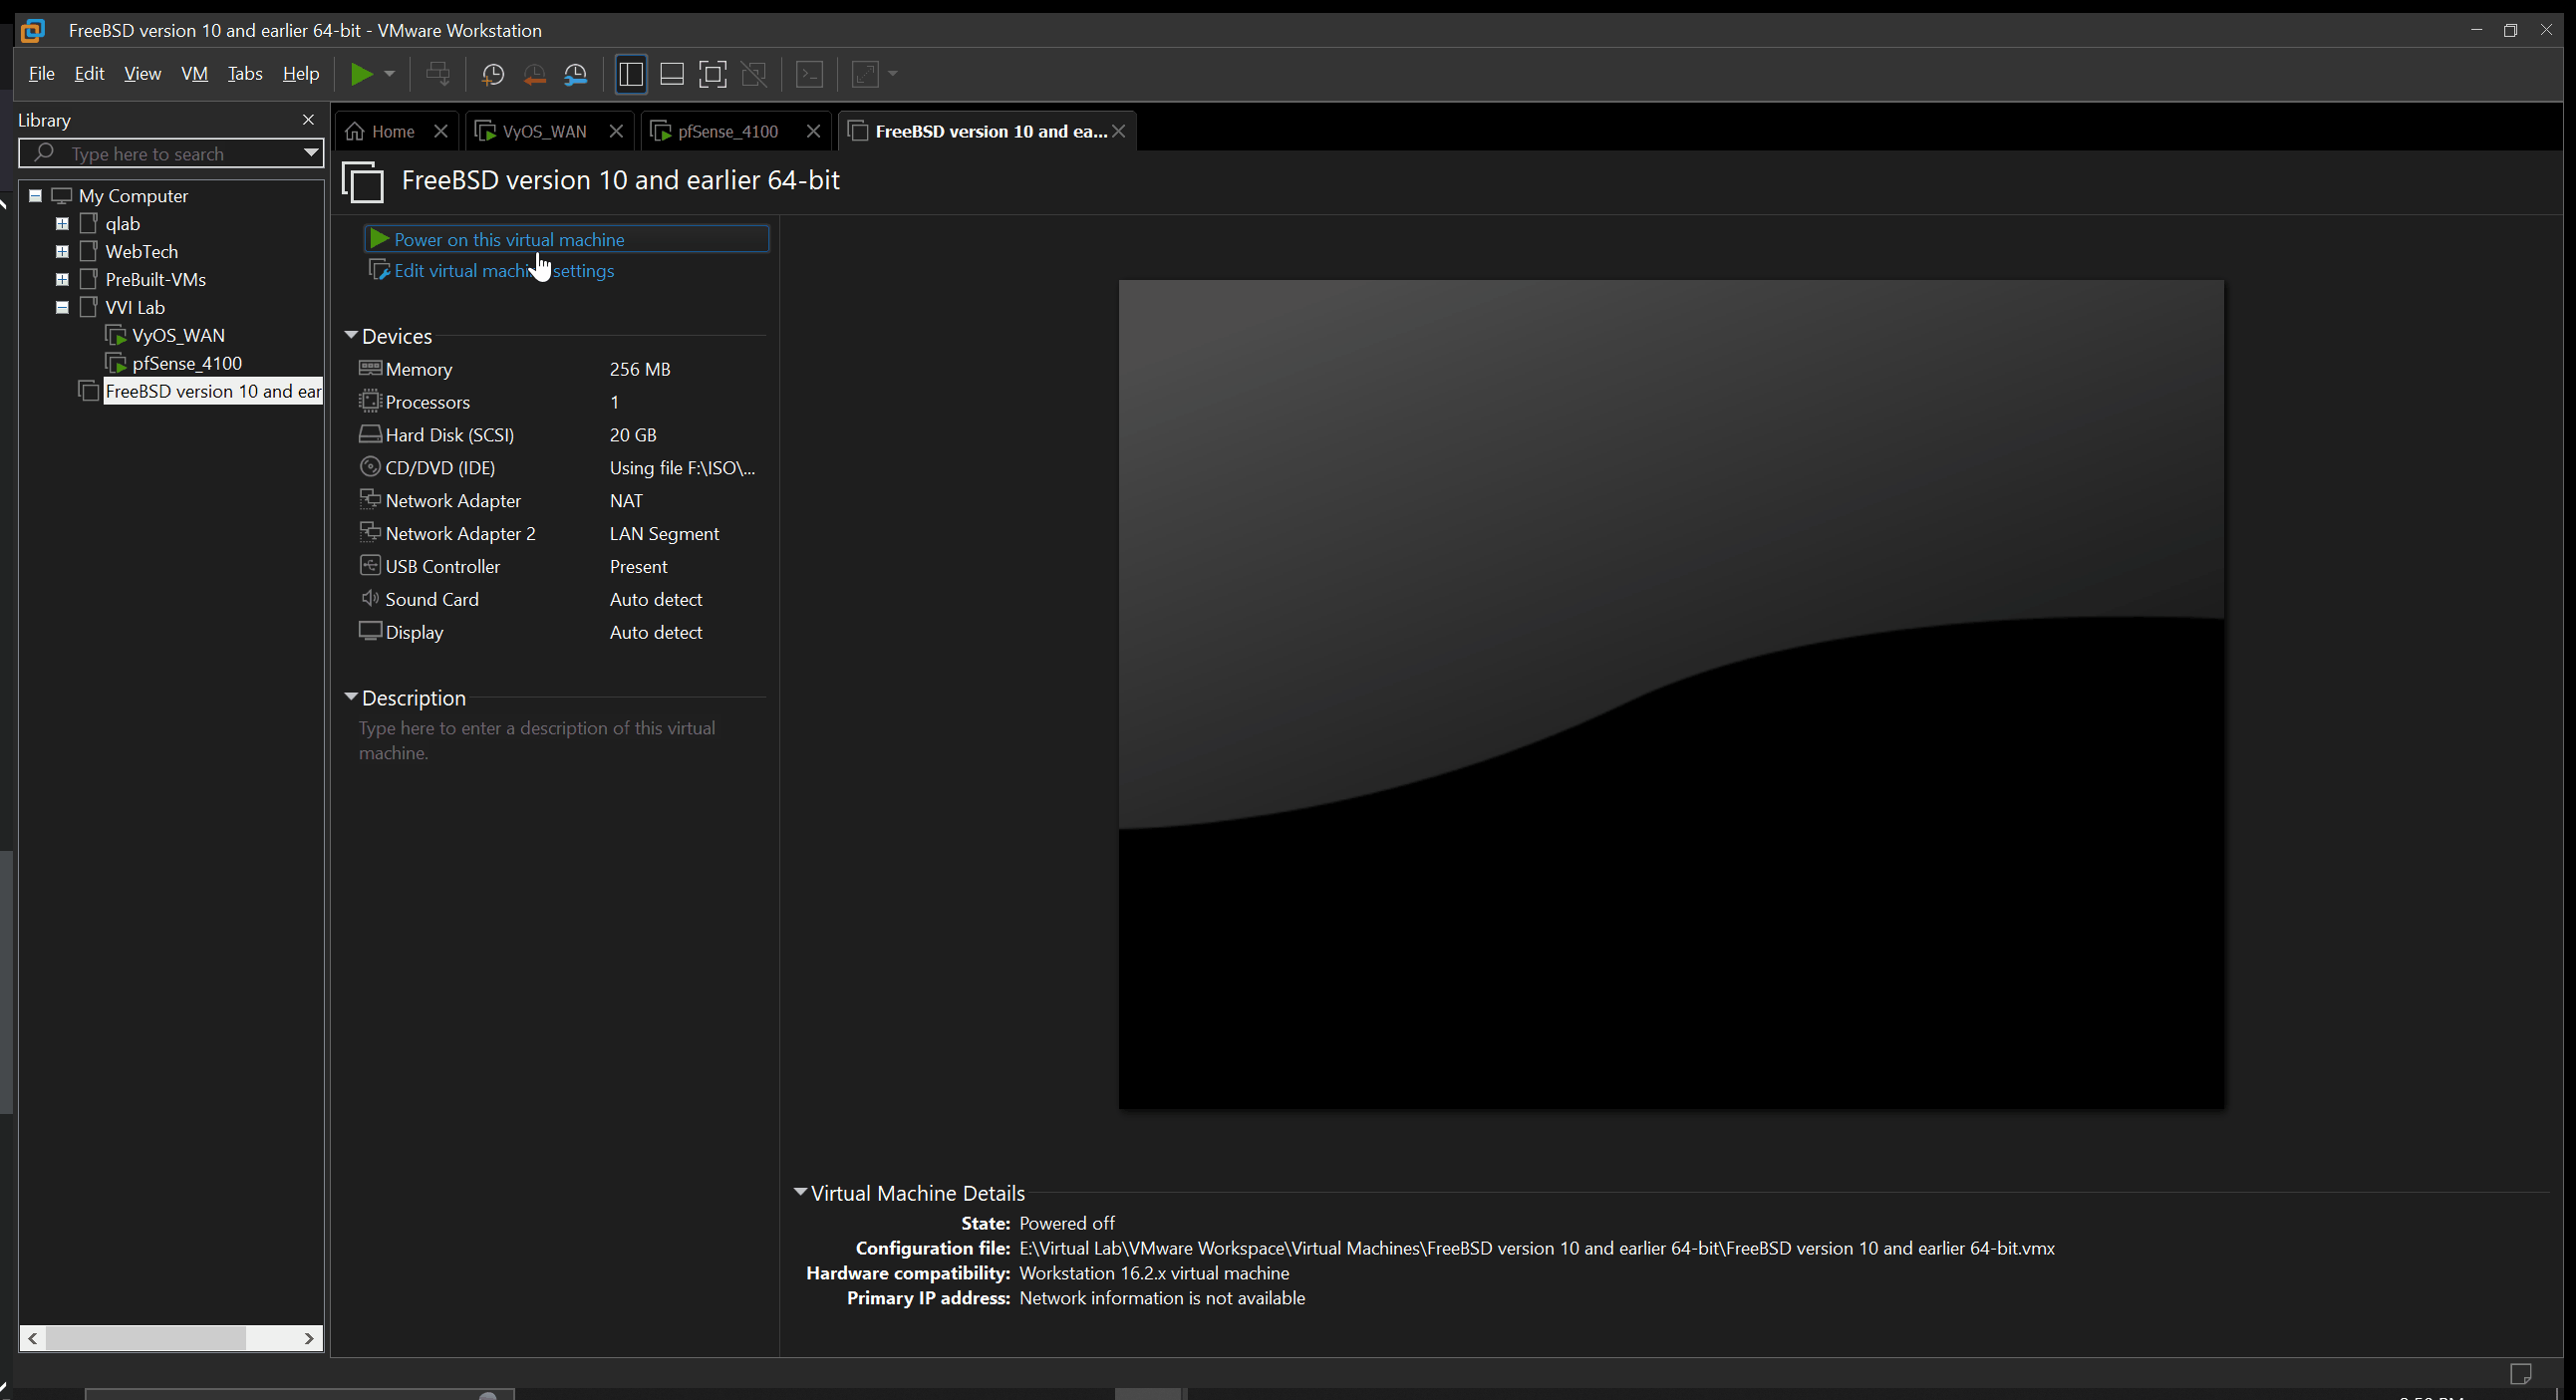 FreeBSD version 10 and earlier 64-bit - VMware Workstation
File Edit View VM Tabs Help
Library
Type here to search
My Computer
qlab
WebTech
PreBuilt-VMs
VVI Lab
VyOS_WAN
pfSense_4100
FreeBSD version 10 and ear
Home
VyOS_WAN
pfSense_4100
FreeBSD version 10 and ea...
FreeBSD version 10 and earlier 64-bit
Power on this virtual machine
Edit virtual settings
Devices
Memory 256 MB
Processors 1
Hard Disk (SCSI) 20 GB
CD/DVD (IDE) Using file F:\ISO\...
Network Adapter NAT
Network Adapter 2 LAN Segment
USB Controller Present
Sound Card Auto detect
Display Auto detect
Description
Type here to enter a description of this virtual
machine.
Virtual Machine Details
State: Powered off
Configuration file: E:\Virtual Lab\VMware Workspace\Virtual Machines\FreeBSD version 10 and earlier 64-bit\FreeBSD version 10 and earlier 64-bit.vmx
Hardware compatibility: Workstation 16.2.x virtual machine
Primary IP address: Network information is not available